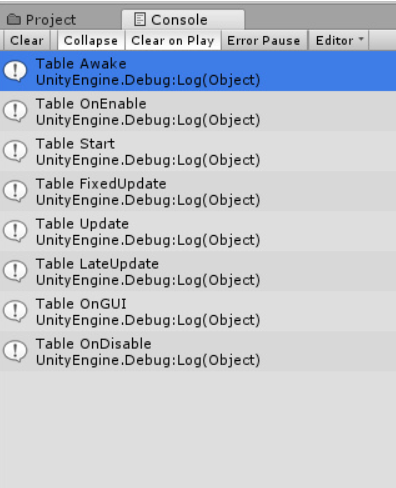 Project Console
Clear Collapse Clear on Play Error Pause Editor
Table Awake
UnityEngine.Debug:Log(Object)
Table OnEnable
UnityEngine.Debug:Log(Object)
Table Start
UnityEngine.Debug:Log(Object)
Table FixedUpdate
UnityEngine.Debug:Log(Object)
Table Update
UnityEngine.Debug:Log(Object)
Table LateUpdate
UnityEngine.Debug:Log(Object)
Table OnGUI
UnityEngine.Debug:Log(Object)
Table OnDisable
UnityEngine.Debug:Log(Object)